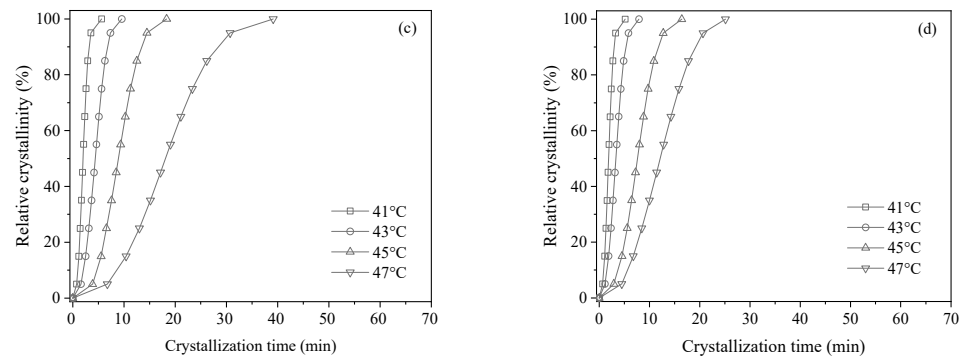 100
80
60
40
20
0
Relative crystallinity (%)
(c)
41°C
43°C
45°C
47°C
0 10 20 30 40 50 60 70
Crystallization time (min)
100
80
60
40
20
0
Relative crystallinity (%)
(d)
41°C
43°C
45°C
47°C
0 10 20 30 40 50 60 70
Crystallization time (min)